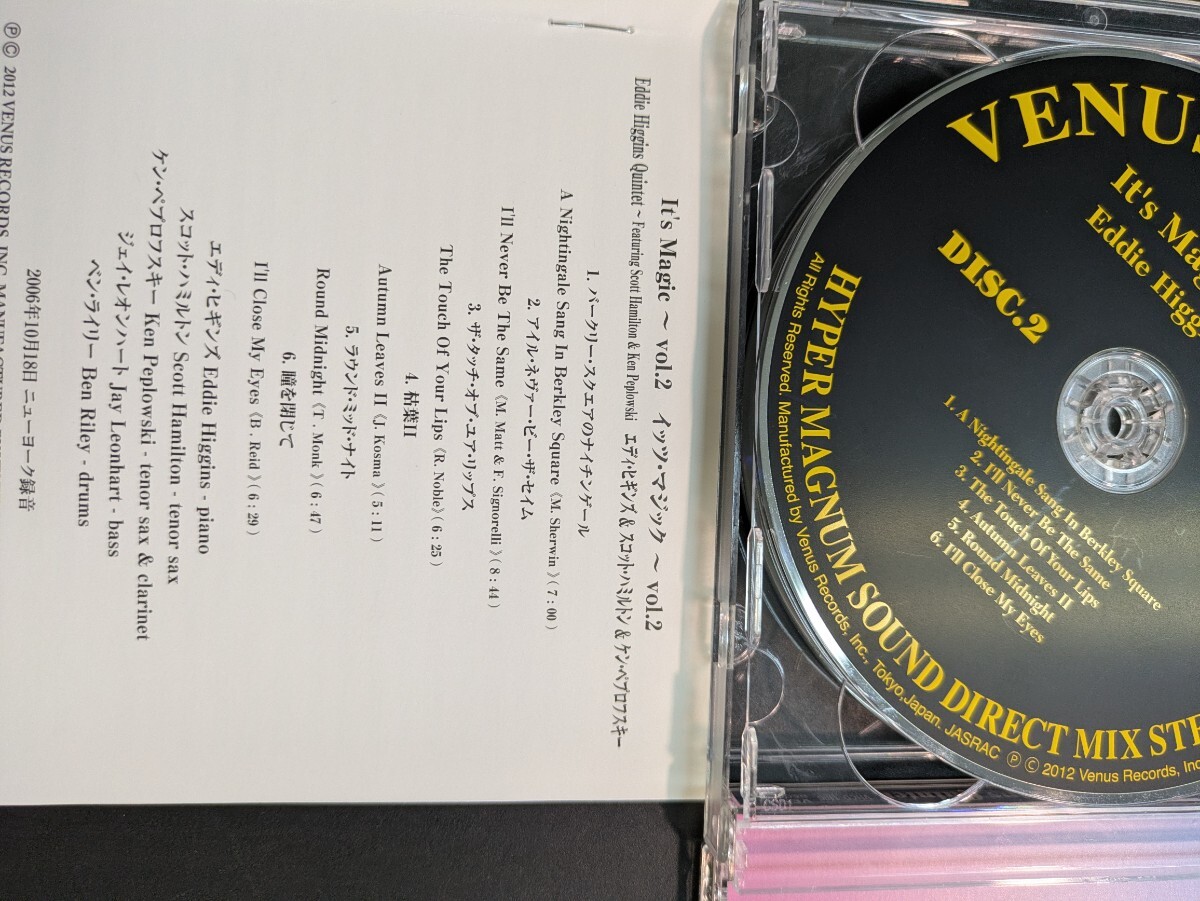 It's Magic ~ vol.2 イッツ・マジック ~ vol.2
Eddie Higgins Quintet ~ Featuring Scott Hamilton & Ken Peplowski エディ・ヒギンズ & スコット・ハミルトン & ケン・ペプロフスキー
1. バークリー・スクエアのナイチンゲール
A Nightingale Sang In Berkley Square《M. Sherwin》(7:00)
2. アイル・ネヴァー・ビー・ザ・セイム
I'll Never Be The Same《M. Matt & F. Signorelli》(8:44)
3. ザ・タッチ・オブ・ユア・リップス
The Touch Of Your Lips《R. Noble》(6:25)
4. 枯葉II
Autumn Leaves II《J. Kosma》(5:11)
5. ラウンド・ミッド・ナイト
Round Midnight《T. Monk》(6:47)
6. 瞳を閉じて
I'll Close My Eyes《B. Reid》(6:29)
エディ・ヒギンズ Eddie Higgins - piano
スコット・ハミルトン Scott Hamilton - tenor sax
ケン・ペプロフスキー Ken Peplowski - tenor sax & clarinet
ジェイ・レオンハート Jay Leonhart - bass
ベン・ライリー Ben Riley - drums
2006年10月18日 ニューヨーク録音
Ⓟ Ⓒ 2012 VENUS RECORDS, INC.
VENUS
It's Ma
Eddie Higg
DISC.2
1. A Nightingale Sang In Berkley Square
2. I'll Never Be The Same
3. The Touch Of Your Lips
4. Autumn Leaves II
5. Round Midnight
6. I'll Close My Eyes
HYPER MAGNUM SOUND DIRECT MIX STE
All Rights Reserved. Manufactured by Venus Records, Inc., Tokyo,Japan. JASRAC Ⓟ Ⓒ 2012 Venus Records, Inc